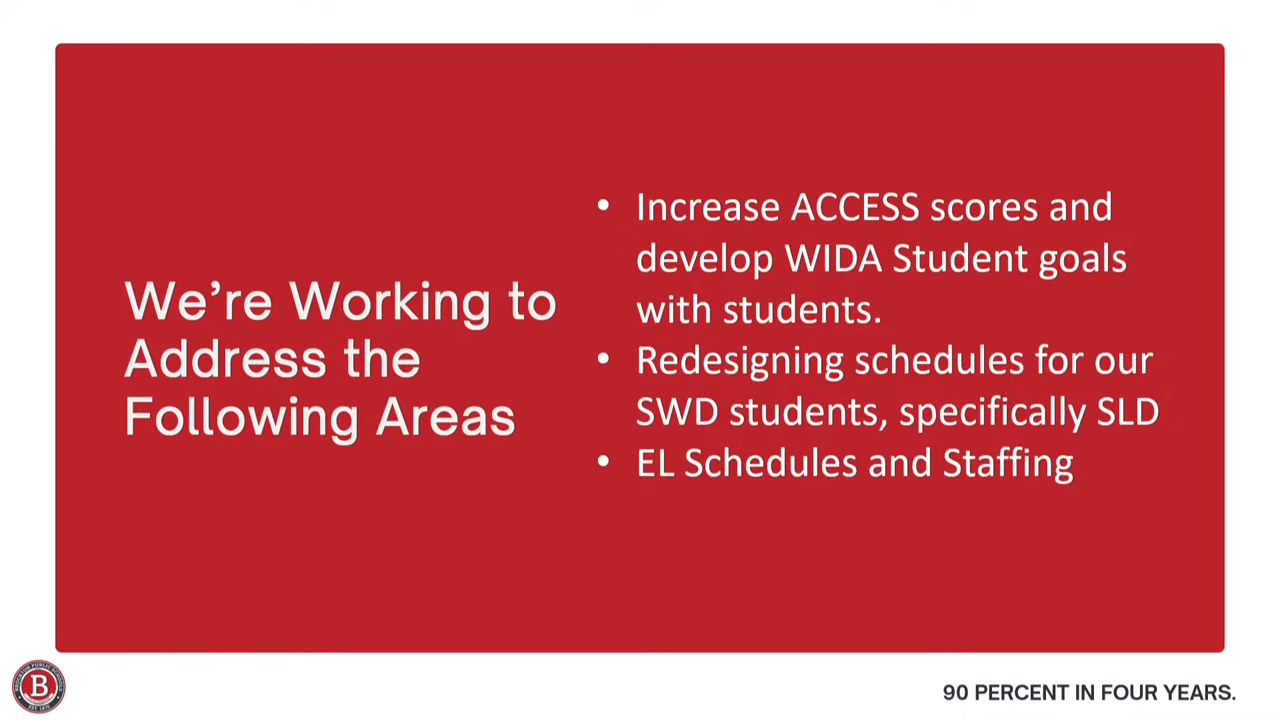 We're Working to
Address the
Following Areas
• Increase ACCESS scores and
develop WIDA Student goals
with students.
• Redesigning schedules for our
SWD students, specifically SLD
• EL Schedules and Staffing
B
90 PERCENT IN FOUR YEARS.